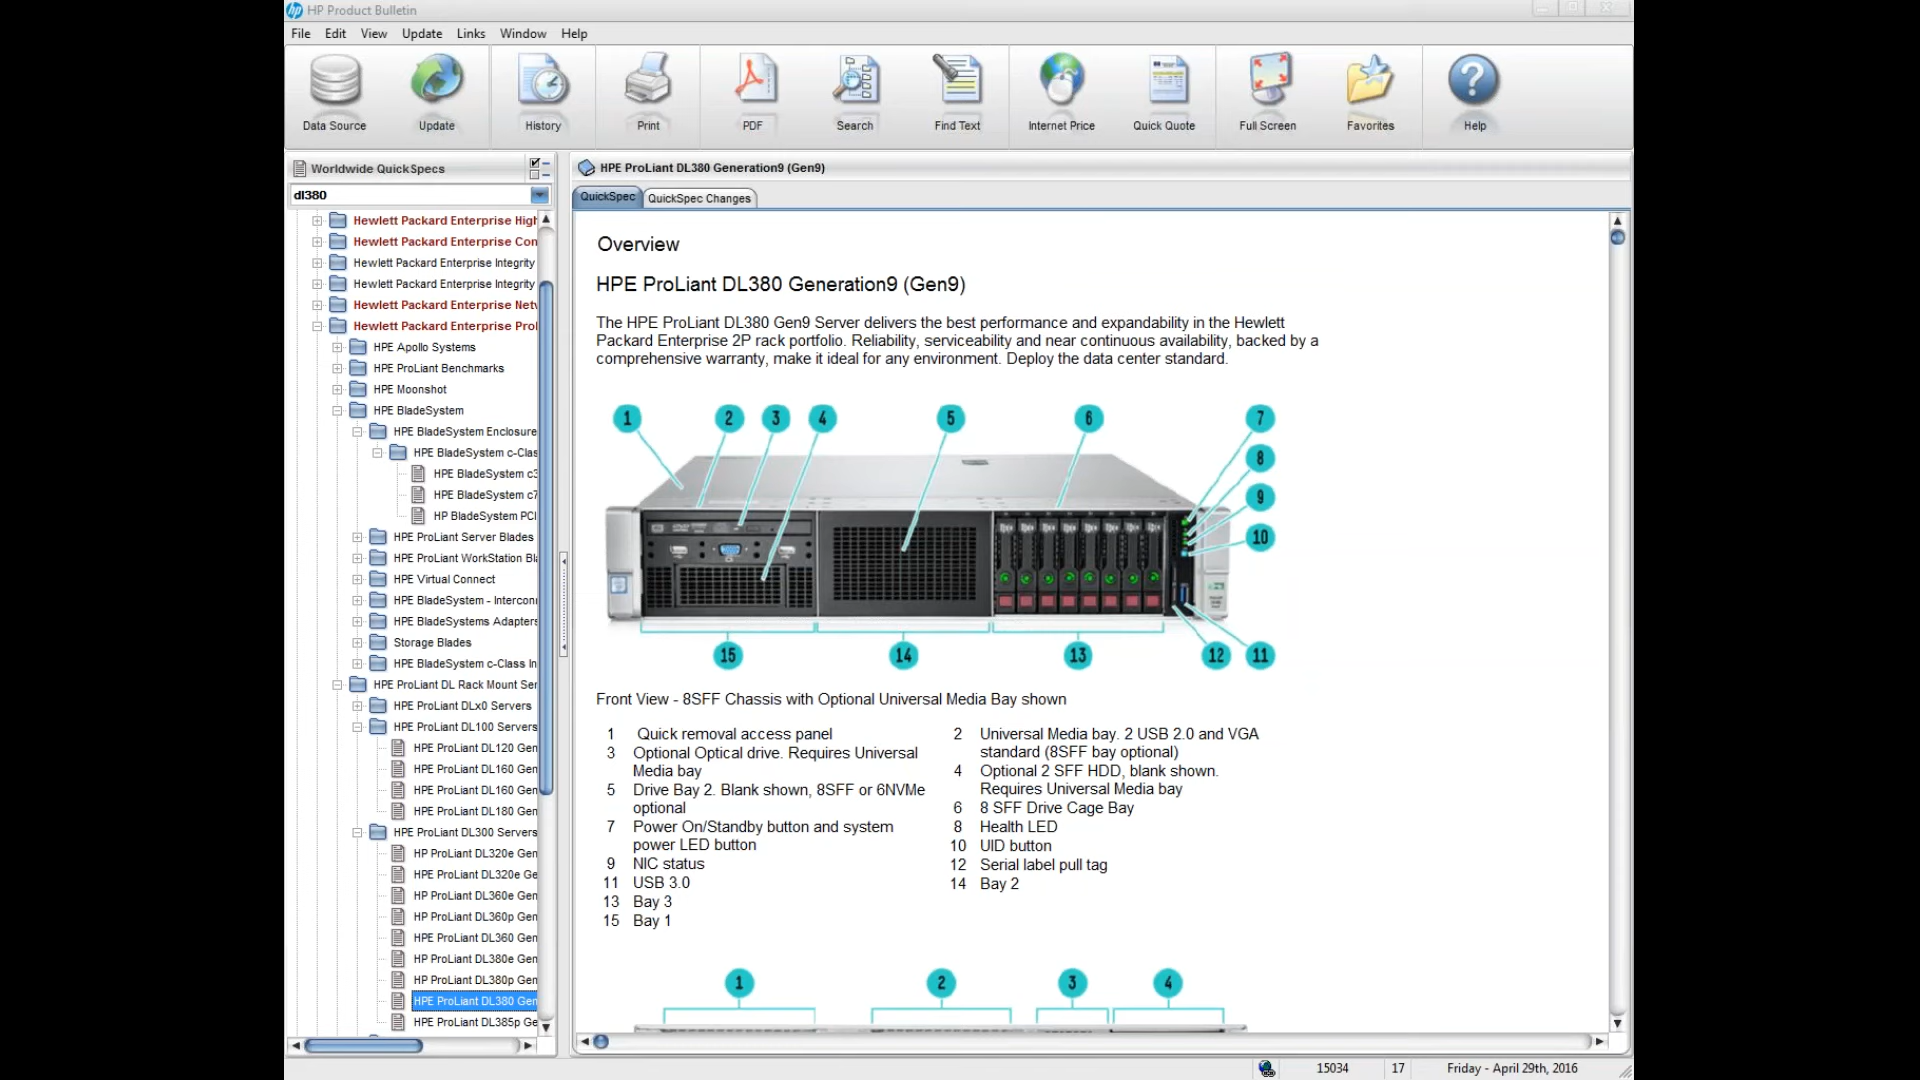 HP Product Bulletin
File Edit View Update Links Window Help
Data Source Update History Print PDF Search Find Text Internet Price Quick Quote Full Screen Favorites Help
Worldwide QuickSpecs
dl380
Hewlett Packard Enterprise High
Hewlett Packard Enterprise Con
Hewlett Packard Enterprise Integrity
Hewlett Packard Enterprise Integrity
Hewlett Packard Enterprise Net
Hewlett Packard Enterprise Pro
HPE Apollo Systems
HPE ProLiant Benchmarks
HPE Moonshot
HPE BladeSystem
HPE BladeSystem Enclosure
HPE BladeSystem c-Clas
HPE BladeSystem c3
HPE BladeSystem c7
HP BladeSystem PCI
HPE ProLiant Server Blades
HPE ProLiant WorkStation Bla
HPE Virtual Connect
HPE BladeSystem - Interconn
HPE BladeSystems Adapters
Storage Blades
HPE BladeSystem c-Class In
HPE ProLiant DL Rack Mount Ser
HPE ProLiant DLx0 Servers
HPE ProLiant DL100 Servers
HPE ProLiant DL120 Gen
HPE ProLiant DL160 Gen
HPE ProLiant DL160 Gen
HPE ProLiant DL180 Gen
HPE ProLiant DL300 Servers
HP ProLiant DL320e Gen
HPE ProLiant DL320e Ge
HP ProLiant DL360e Gen
HP ProLiant DL360p Gen
HPE ProLiant DL360 Gen
HP ProLiant DL380e Gen
HP ProLiant DL380p Gen
HPE ProLiant DL380 Gen
HPE ProLiant DL385p Ge
HPE ProLiant DL380 Generation9 (Gen9)
QuickSpec QuickSpec Changes
Overview
HPE ProLiant DL380 Generation9 (Gen9)
The HPE ProLiant DL380 Gen9 Server delivers the best performance and expandability in the Hewlett
Packard Enterprise 2P rack portfolio. Reliability, serviceability and near continuous availability, backed by a
comprehensive warranty, make it ideal for any environment. Deploy the data center standard.
1 2 3 4 5 6 7
8
9
10
15 14 13 12 11
Front View - 8SFF Chassis with Optional Universal Media Bay shown
1 Quick removal access panel
2 Universal Media bay. 2 USB 2.0 and VGA
standard (8SFF bay optional)
3 Optional Optical drive. Requires Universal
Media bay
4 Optional 2 SFF HDD, blank shown.
Requires Universal Media bay
5 Drive Bay 2. Blank shown, 8SFF or 6NVMe
optional
6 8 SFF Drive Cage Bay
7 Power On/Standby button and system
power LED button
8 Health LED
9 NIC status
10 UID button
11 USB 3.0
12 Serial label pull tag
13 Bay 3
14 Bay 2
15 Bay 1
1 2 3 4
15034 17 Friday - April 29th, 2016